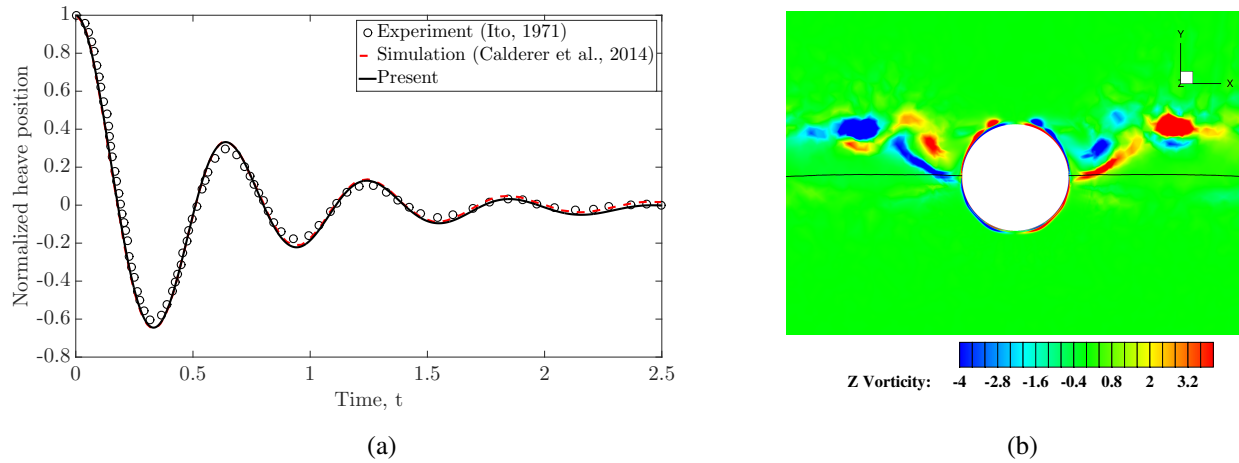 Experiment (Ito, 1971)
Simulation (Calderer et al., 2014)
Present
Normalized heave position
1
0.8
0.6
0.4
0.2
0
-0.2
-0.4
-0.6
-0.8
0
0.5
1
1.5
2
2.5
Time, t
(a)
Y
Z
X
Z Vorticity:
-4
-2.8
-1.6
-0.4
0.8
2
3.2
(b)